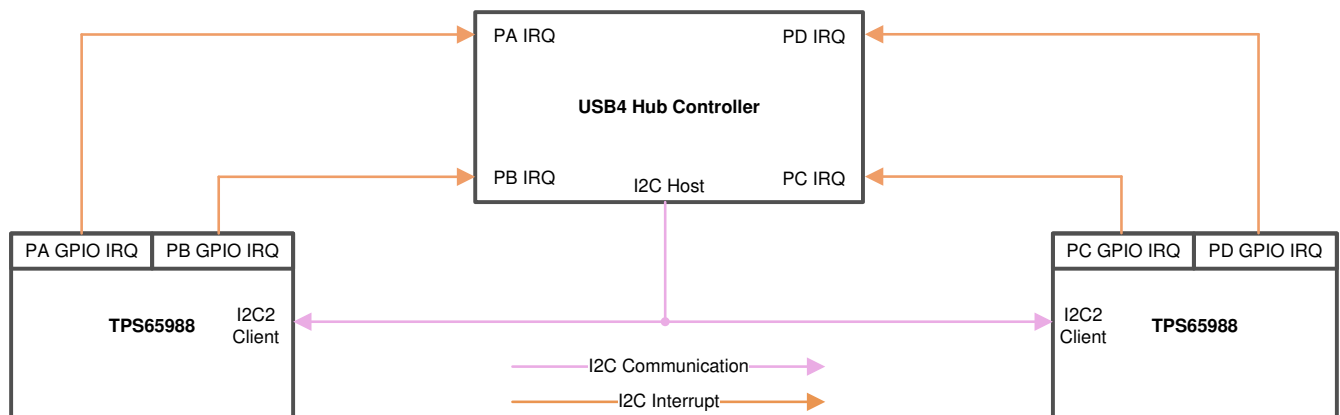 PA IRQ
PD IRQ
USB4 Hub Controller
PB IRQ
I2C Host
PC IRQ
PA GPIO IRQ
PB GPIO IRQ
PC GPIO IRQ
PD GPIO IRQ
TPS65988
I2C2
Client
I2C2
Client
TPS65988
I2C Communication
I2C Interrupt